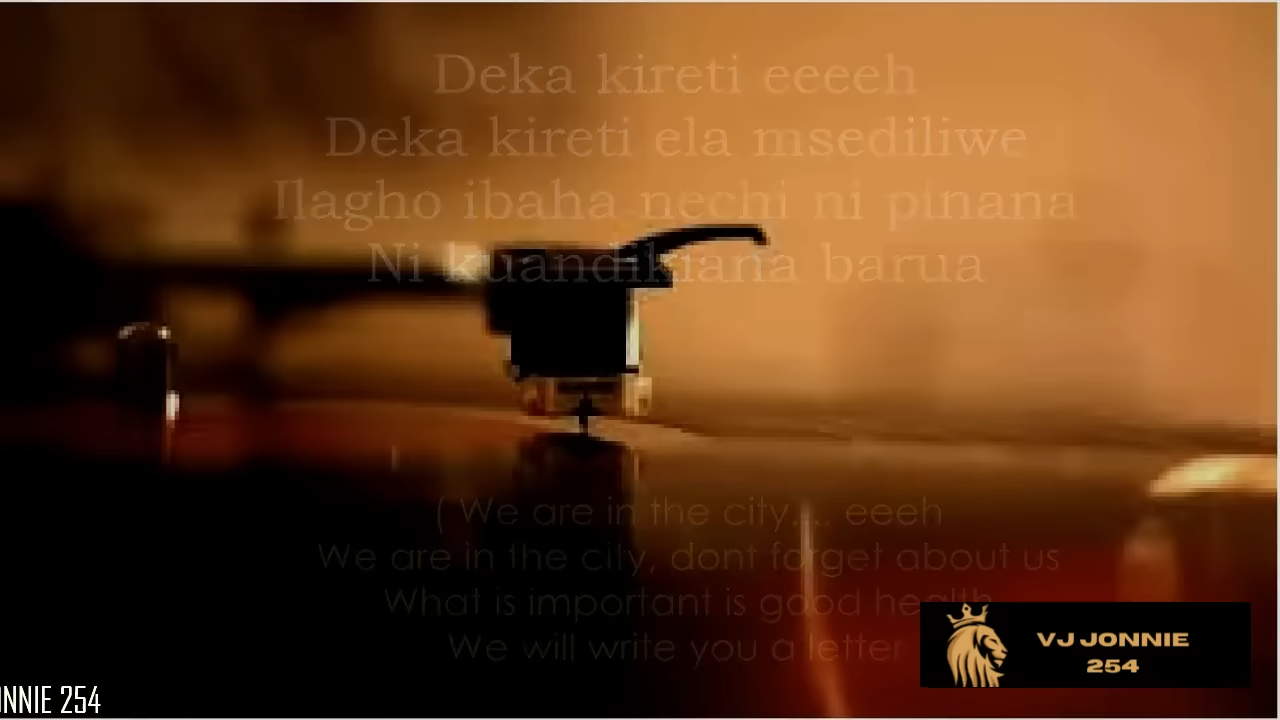 Deka kireti eeeeh
Deka kireti ela msediliwe
Ilagho ibaha nechi ni pinana
Ni kuandikiana barua
( We are in the city.... eeeh
We are in the city, dont forget about us
What is important is good health
We will write you a letter
VJ JONNIE
254
ONNIE 254